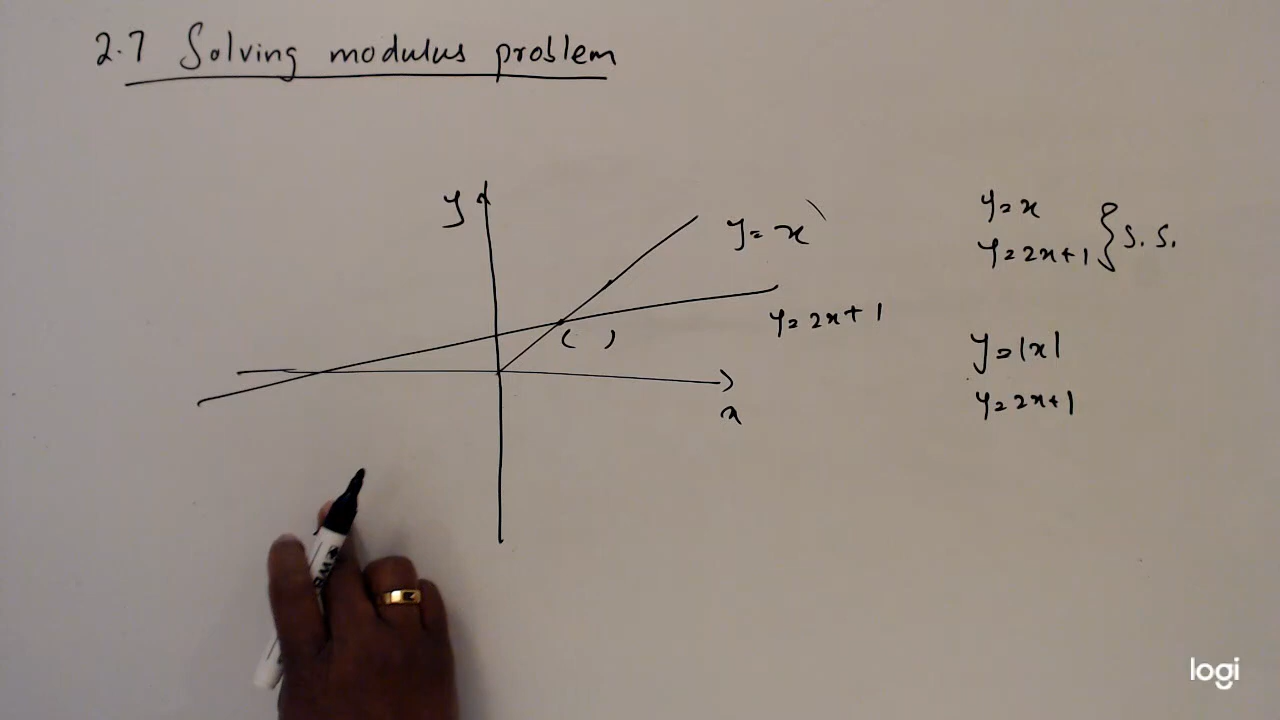 2.7 Solving modulus problem
y
y = x
y = 2x + 1
( )
x
y = x
y = 2x + 1 } S. S.
y = |x|
y = 2x + 1
logi